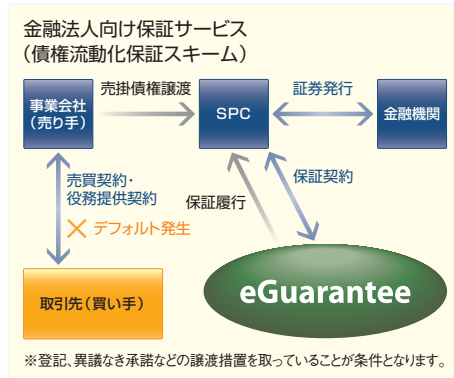 金融法人向け保証サービス
（債権流動化保証スキーム）
事業会社
（売り手）
売掛債権譲渡
SPC
証券発行
金融機関
売買契約・
役務提供契約
デフォルト発生
保証履行
保証契約
取引先（買い手）
eGuarantee
※登記、異議なき承諾などの譲渡措置を取っていることが条件となります。